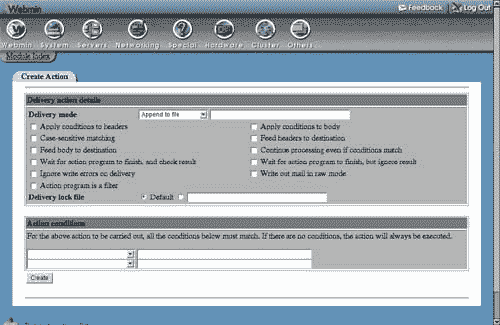 Webmin
Feedback Log Out
Webmin System Servers Networking Special Hardware Cluster Others
Module Index
Create Action
Delivery action details
Delivery mode Append to file
Apply conditions to headers Apply conditions to body
Case-sensitive matching Feed headers to destination
Feed body to destination Continue processing even if conditions match
Wait for action program to finish, and check result Wait for action program to finish, but ignore result
Ignore write errors on delivery Write out mail in raw mode
Action program is a filter
Delivery lock file Default
Action conditions
For the above action to be carried out, all the conditions below must match. If there are no conditions, the action will always be executed.
Create